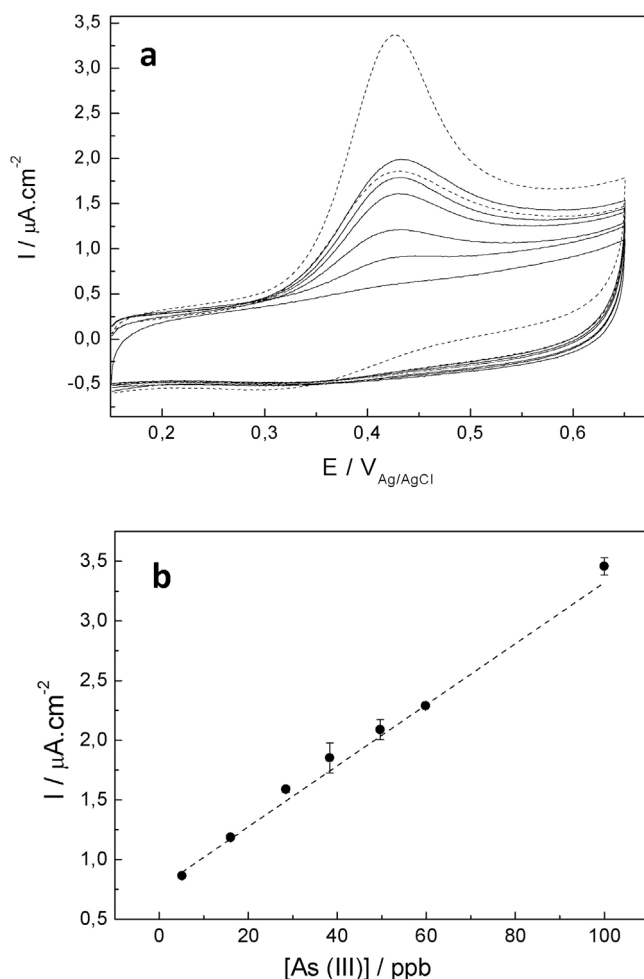 a
3,5
3,0
2,5
2,0
1,5
1,0
0,5
0,0
-0,5
I / μA.cm-2
0,2 0,3 0,4 0,5 0,6
E / VAg/AgCl
b
3,5
3,0
2,5
2,0
1,5
1,0
0,5
I / μA.cm-2
0 20 40 60 80 100
[As (III)] / ppb